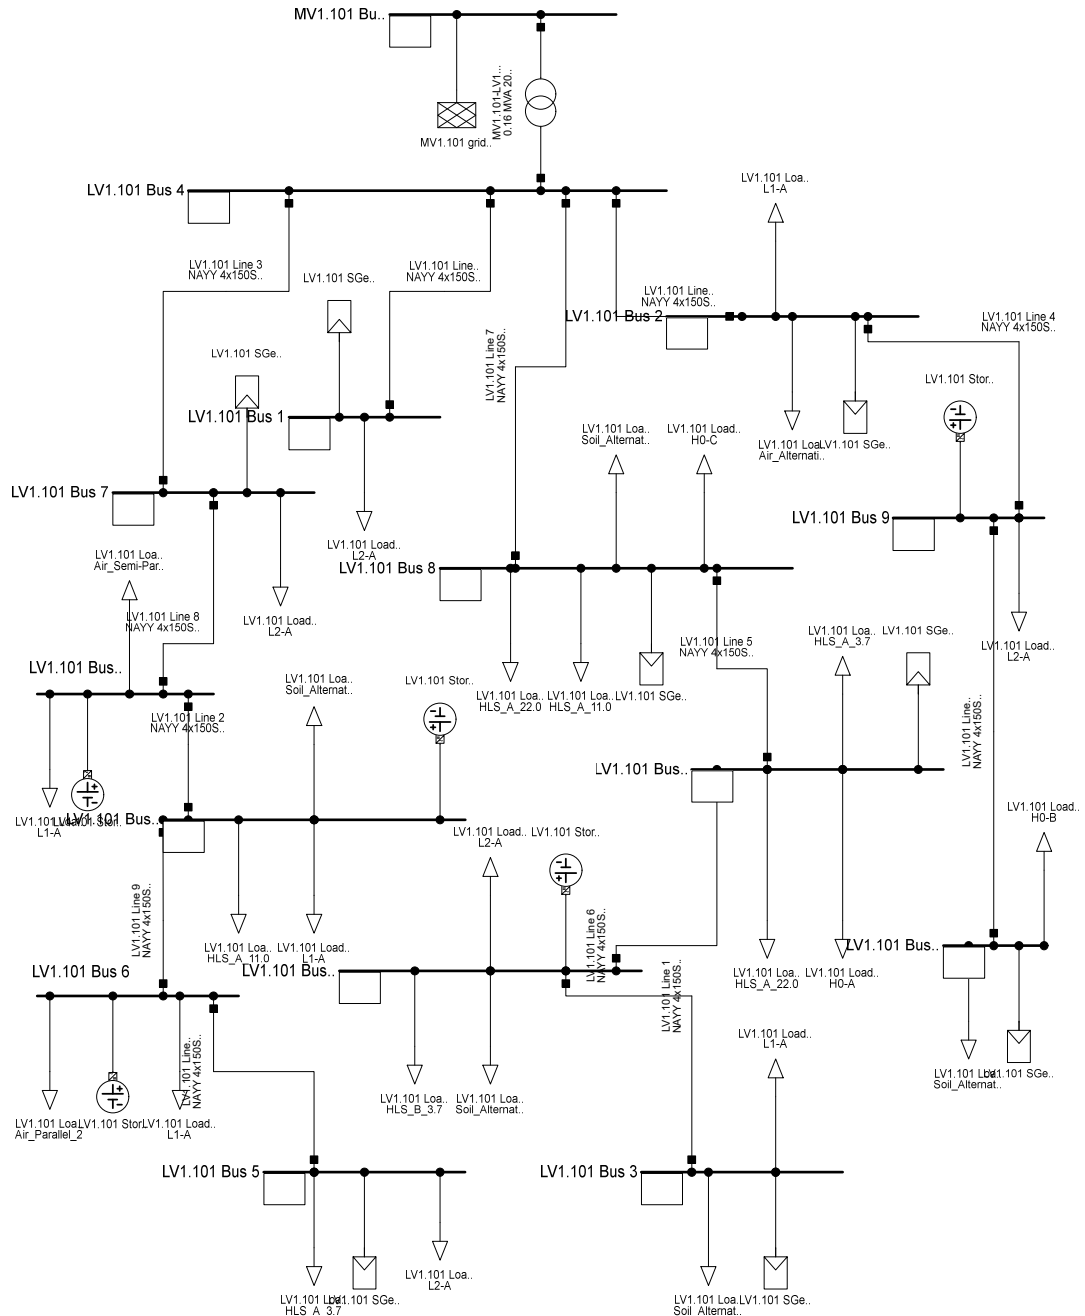 MV1.101 Bu..
MV1.101-LV1...
0.16 MVA 20..
MV1.101 grid..
LV1.101 Bus 4
LV1.101 Loa..
L1-A
LV1.101 Line 3
NAYY 4x150S..
LV1.101 SGe..
LV1.101 Line..
NAYY 4x150S..
LV1.101 Line..
NAYY 4x150S..
LV1.101 Bus 2
LV1.101 Line 4
NAYY 4x150S..
LV1.101 Line 7
NAYY 4x150S..
LV1.101 SGe..
LV1.101 Stor..
LV1.101 Bus 1
LV1.101 Loa..
Soil_Alternat..
LV1.101 Load..
H0-C
LV1.101 Loa..
Air_Alternati..
LV1.101 SGe..
LV1.101 Bus 7
LV1.101 Bus 9
LV1.101 Load..
L2-A
LV1.101 Loa..
Air_Semi-Par..
LV1.101 Bus 8
LV1.101 Line 8
NAYY 4x150S..
LV1.101 Load..
L2-A
LV1.101 Line 5
NAYY 4x150S..
LV1.101 Loa..
HLS_A_3.7
LV1.101 SGe..
LV1.101 Load..
L2-A
LV1.101 Bus..
LV1.101 Loa..
Soil_Alternat..
LV1.101 Stor..
LV1.101 Loa..
HLS_A_22.0
LV1.101 Loa..
HLS_A_11.0
LV1.101 SGe..
LV1.101 Line 2
NAYY 4x150S..
LV1.101 Line..
NAYY 4x150S..
LV1.101 Bus..
L1-A
LV1.101 Bus..
LV1.101 Load..
L2-A
LV1.101 Stor..
LV1.101 Load..
H0-B
LV1.101 Line 9
NAYY 4x150S..
LV1.101 Loa..
HLS_A_11.0
LV1.101 Load..
L1-A
LV1.101 Line 6
NAYY 4x150S..
LV1.101 Bus 6
LV1.101 Bus..
LV1.101 Loa..
HLS_A_22.0
LV1.101 Load..
H0-A
LV1.101 Bus..
LV1.101 Line 1
NAYY 4x150S..
LV1.101 Line..
NAYY 4x150S..
LV1.101 Load..
L1-A
LV1.101 Loa..
HLS_B_3.7
LV1.101 Loa..
Soil_Alternat..
LV1.101 Loa..
Soil_Alternat..
LV1.101 SGe..
LV1.101 Loa..
Air_Parallel_2
LV1.101 Stor..
LV1.101 Load..
L1-A
LV1.101 Bus 5
LV1.101 Bus 3
LV1.101 Loa..
HLS_A_3.7
LV1.101 SGe..
LV1.101 Loa..
L2-A
LV1.101 Loa..
Soil_Alternat..
LV1.101 SGe..